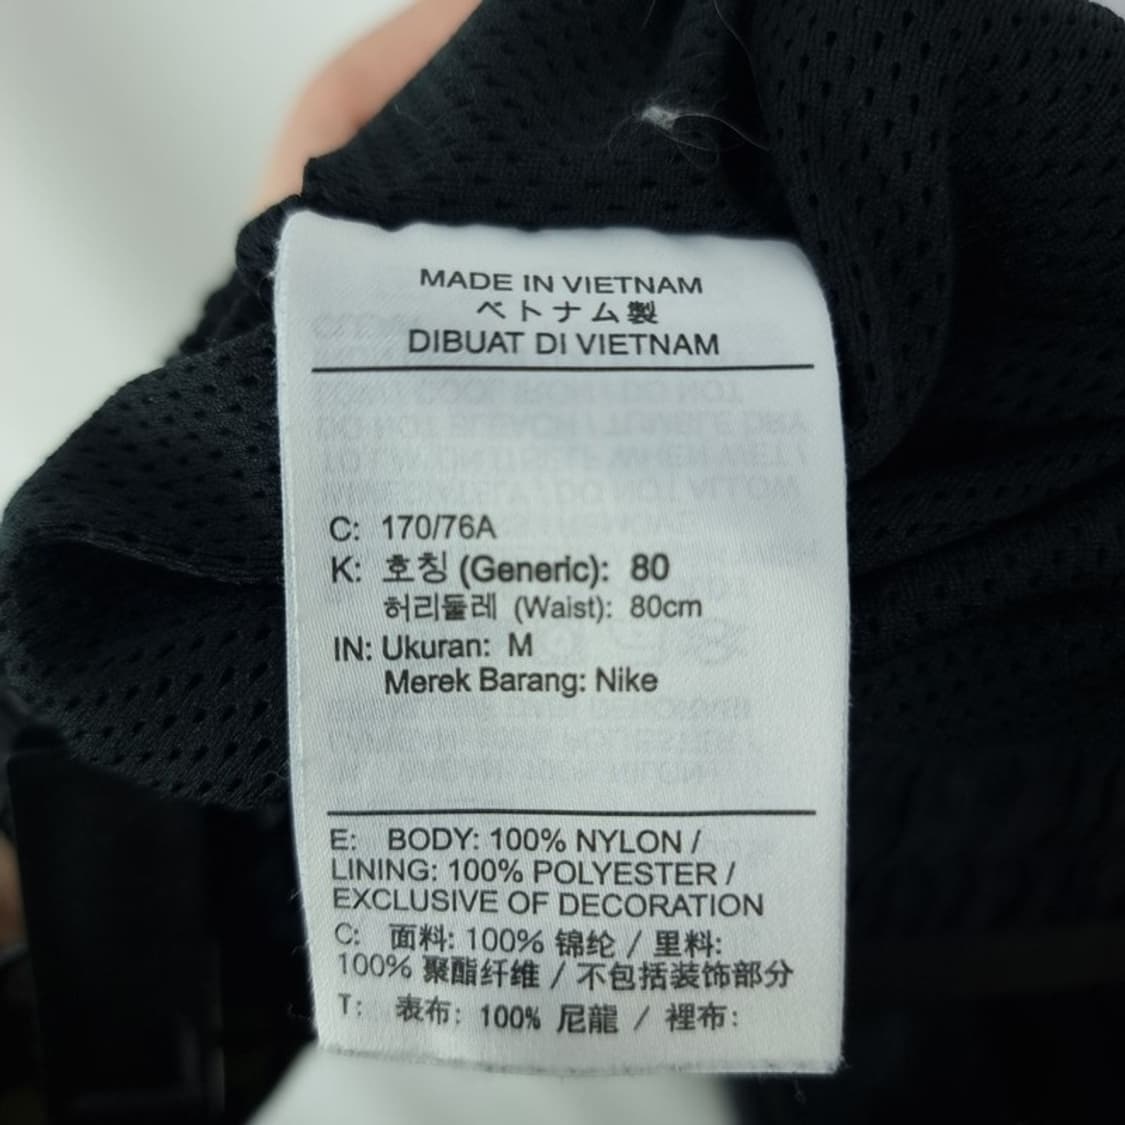 MADE IN VIETNAM
ベトナム製
DIBUAT DI VIETNAM
C: 170/76A
K: 호칭 (Generic): 80
허리둘레 (Waist): 80cm
IN: Ukuran: M
Merek Barang: Nike
E: BODY: 100% NYLON /
LINING: 100% POLYESTER /
EXCLUSIVE OF DECORATION
C: 面料: 100% 锦纶 / 里料:
100% 聚酯纤维 / 不包括装饰部分
T: 表布: 100% 尼龍 / 裡布: